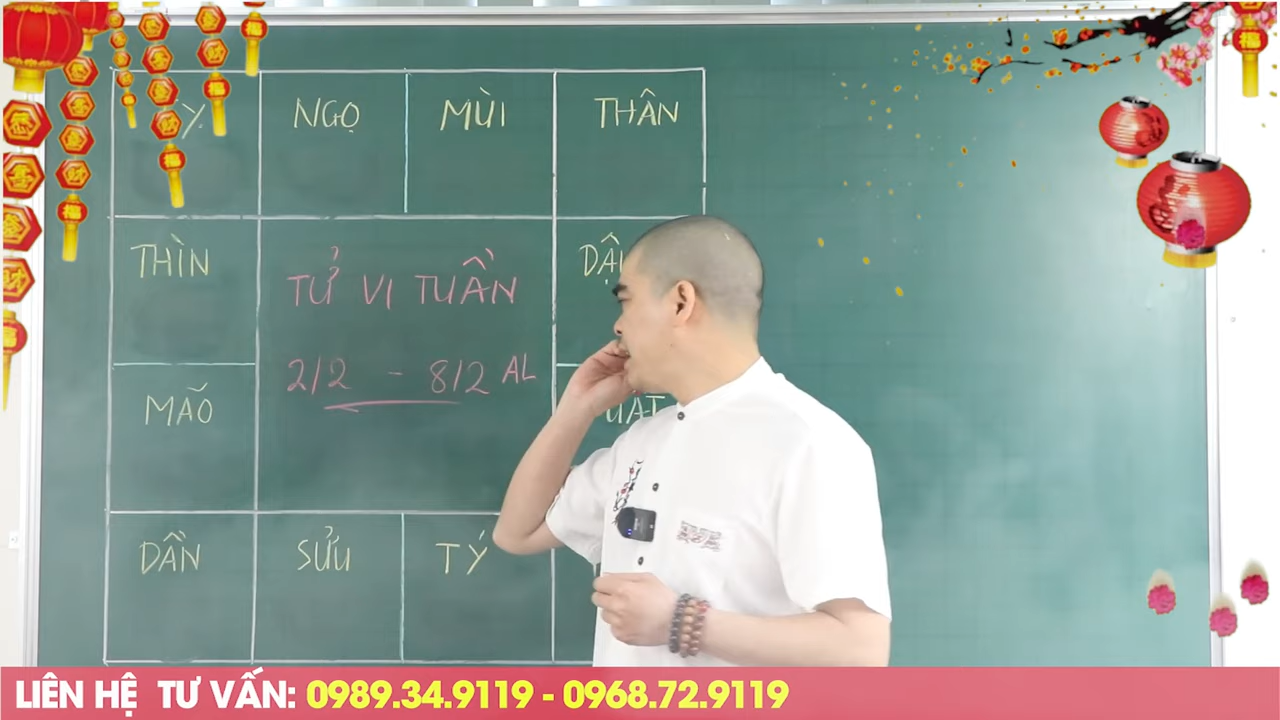 NGỌ MÙI THÂN
THÌN
TỬ VI TUẦN
2/2 - 8/2 AL
MÃO
DẦN SỬU TÝ
LIÊN HỆ TƯ VẤN: 0989.34.9119 - 0968.72.9119